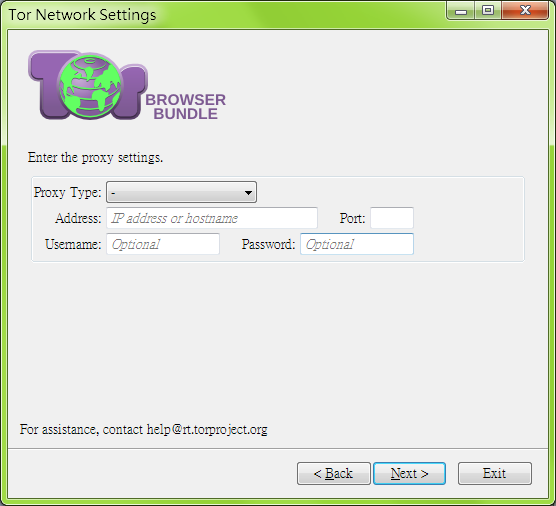 Tor Network Settings
Tor BROWSER
BUNDLE
Enter the proxy settings.
Proxy Type: -
Address: IP address or hostname Port:
Username: Optional Password: Optional
For assistance, contact help@rt.torproject.org
< Back Next > Exit